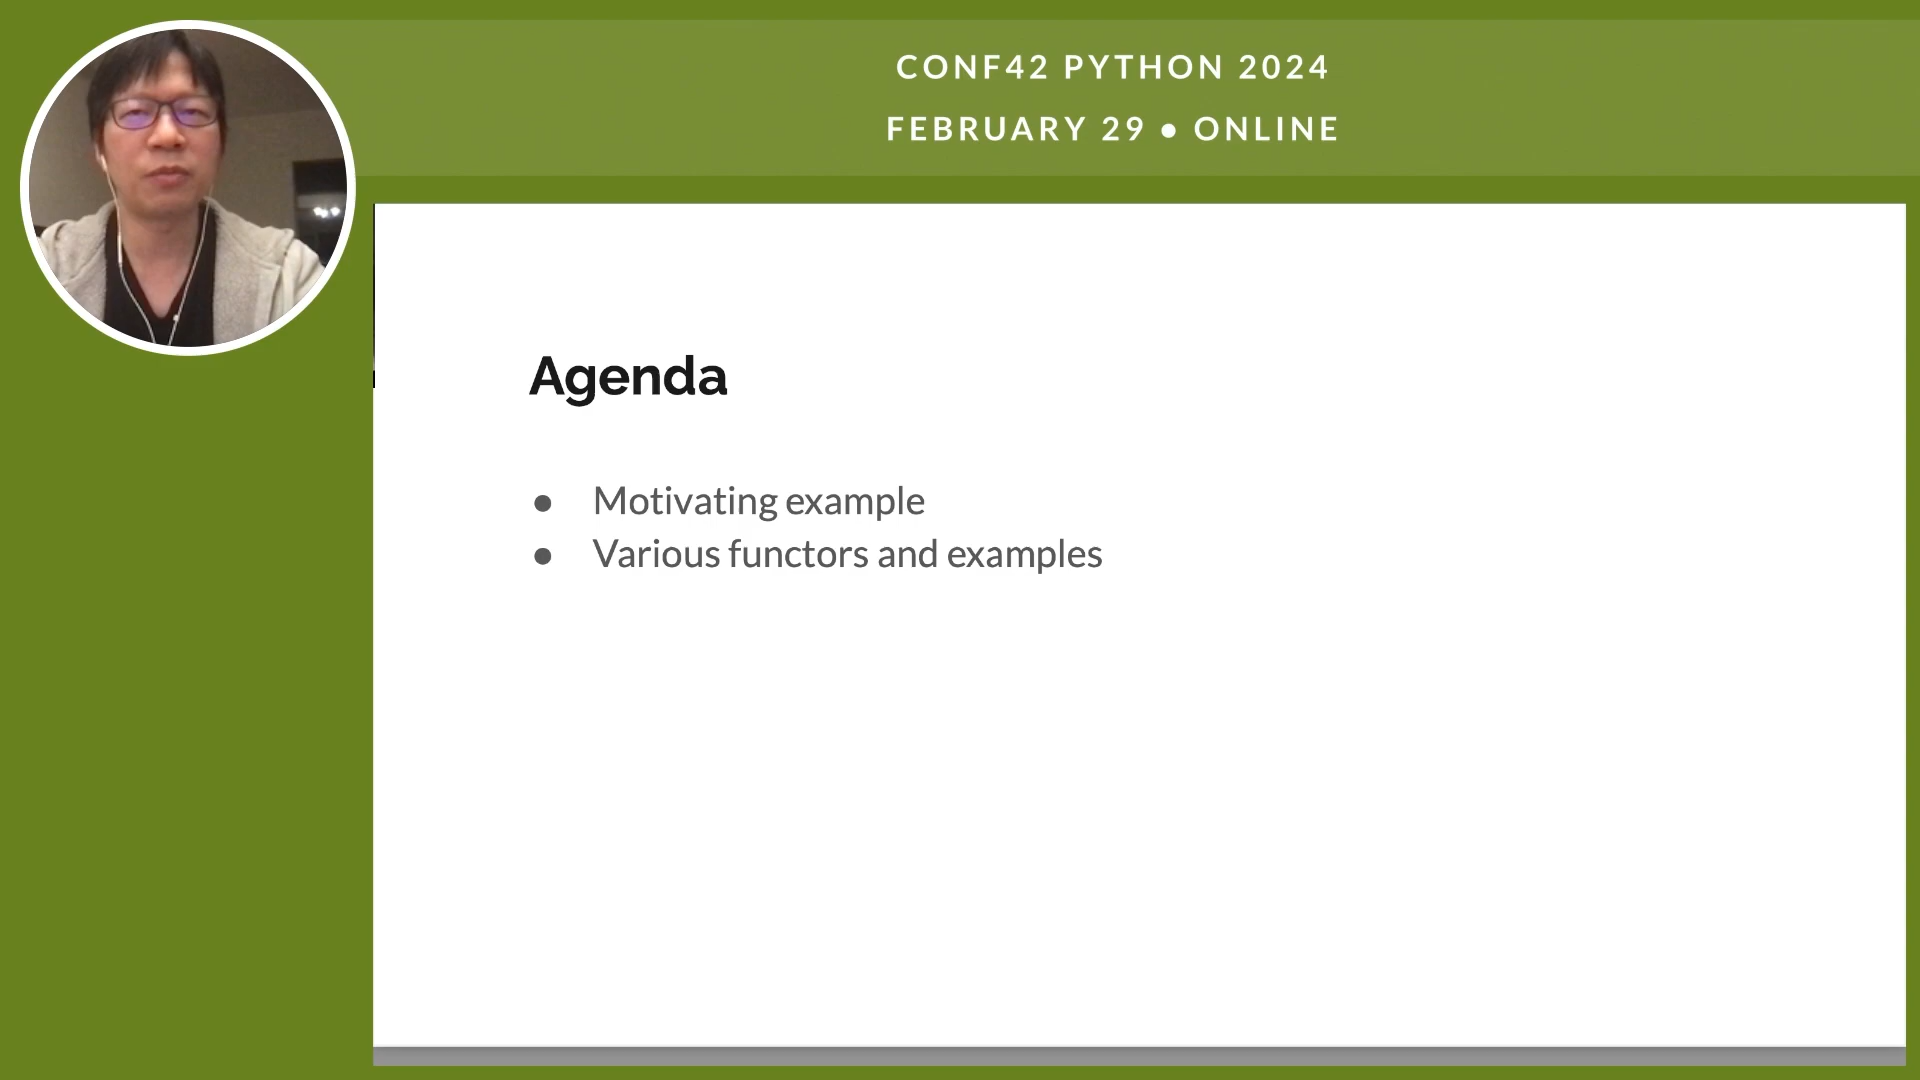 CONF42 PYTHON 2024
FEBRUARY 29 ● ONLINE
Agenda
● Motivating example
● Various functors and examples